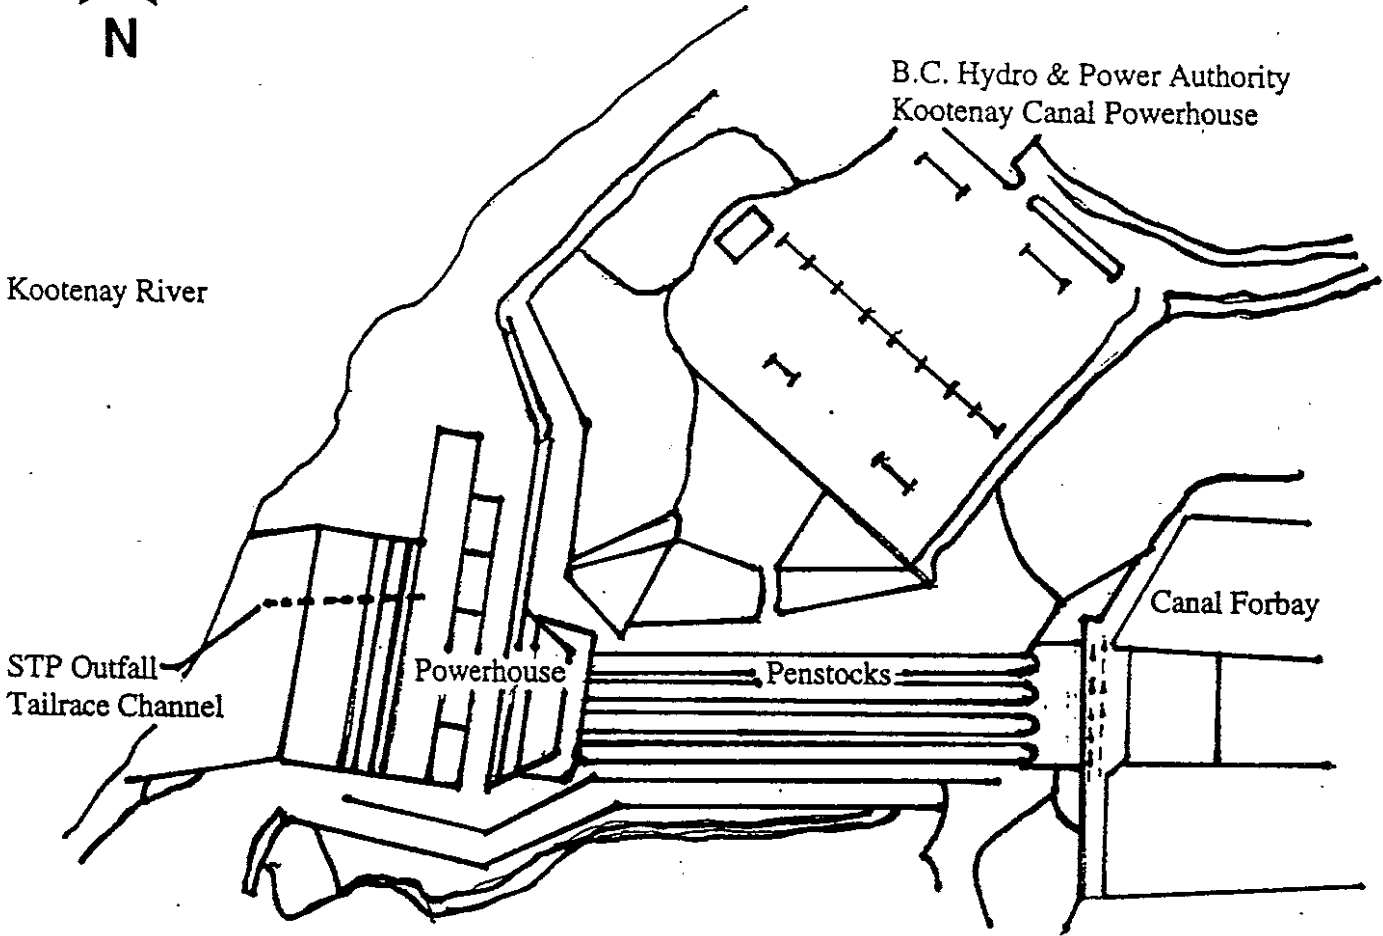 N
B.C. Hydro & Power Authority
Kootenay Canal Powerhouse
Kootenay River
Canal Forbay
STP Outfall
Tailrace Channel
Powerhouse
Penstocks